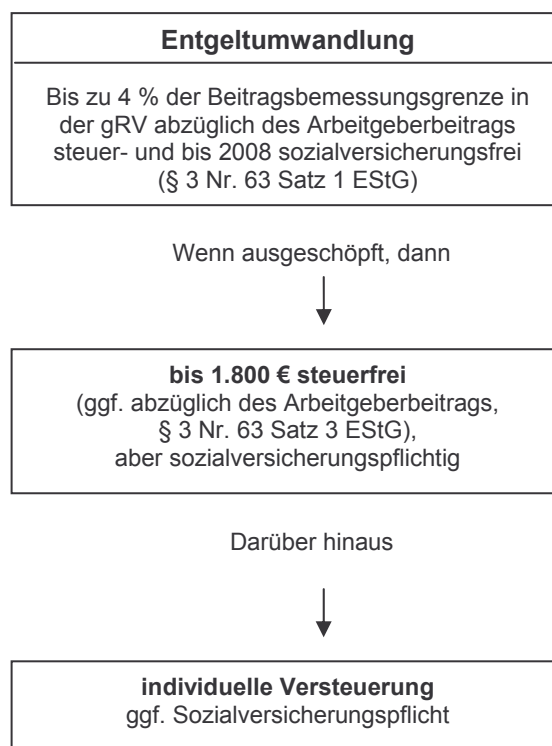 Entgeltumwandlung
Bis zu 4 % der Beitragsbemessungsgrenze in
der gRV abzüglich des Arbeitgeberbeitrags
steuer- und bis 2008 sozialversicherungsfrei
(§ 3 Nr. 63 Satz 1 EStG)
Wenn ausgeschöpft, dann
bis 1.800 € steuerfrei
(ggf. abzüglich des Arbeitgeberbeitrags,
§ 3 Nr. 63 Satz 3 EStG),
aber sozialversicherungspflichtig
Darüber hinaus
individuelle Versteuerung
ggf. Sozialversicherungspflicht